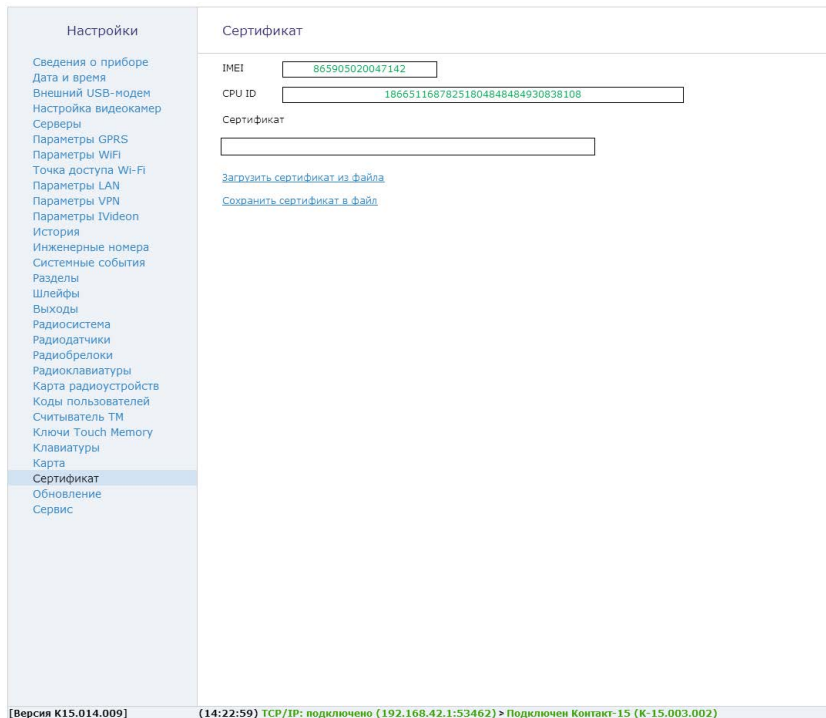 Настройки
Сведения о приборе
Дата и время
Внешний USB-модем
Настройка видеокамер
Серверы
Параметры GPRS
Параметры WiFi
Точка доступа Wi-Fi
Параметры LAN
Параметры VPN
Параметры IVideon
История
Инженерные номера
Системные события
Разделы
Шлейфы
Выходы
Радиосистема
Радиодатчики
Радиобрелоки
Радиоклавиатуры
Карта радиоустройств
Коды пользователей
Считыватель ТМ
Ключи Touch Memory
Клавиатуры
Карта
Сертификат
Обновление
Сервис
Сертификат
IMEI 865905020047142
CPU ID 18665116878251804848484930838108
Сертификат
Загрузить сертификат из файла
Сохранить сертификат в файл
[Версия K15.014.009] (14:22:59) TCP/IP: подключено (192.168.42.1:53462) > Подключен Контакт-15 (К-15.003.002)